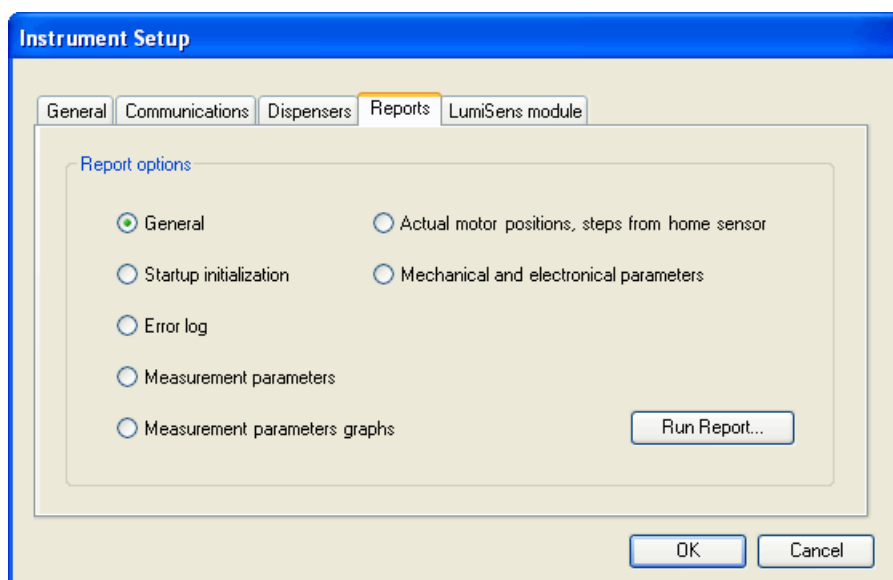 Instrument Setup
General Communications Dispensers Reports LumiSens module
Report options
General Actual motor positions, steps from home sensor
Startup initialization Mechanical and electronical parameters
Error log
Measurement parameters
Measurement parameters graphs Run Report...
OK Cancel